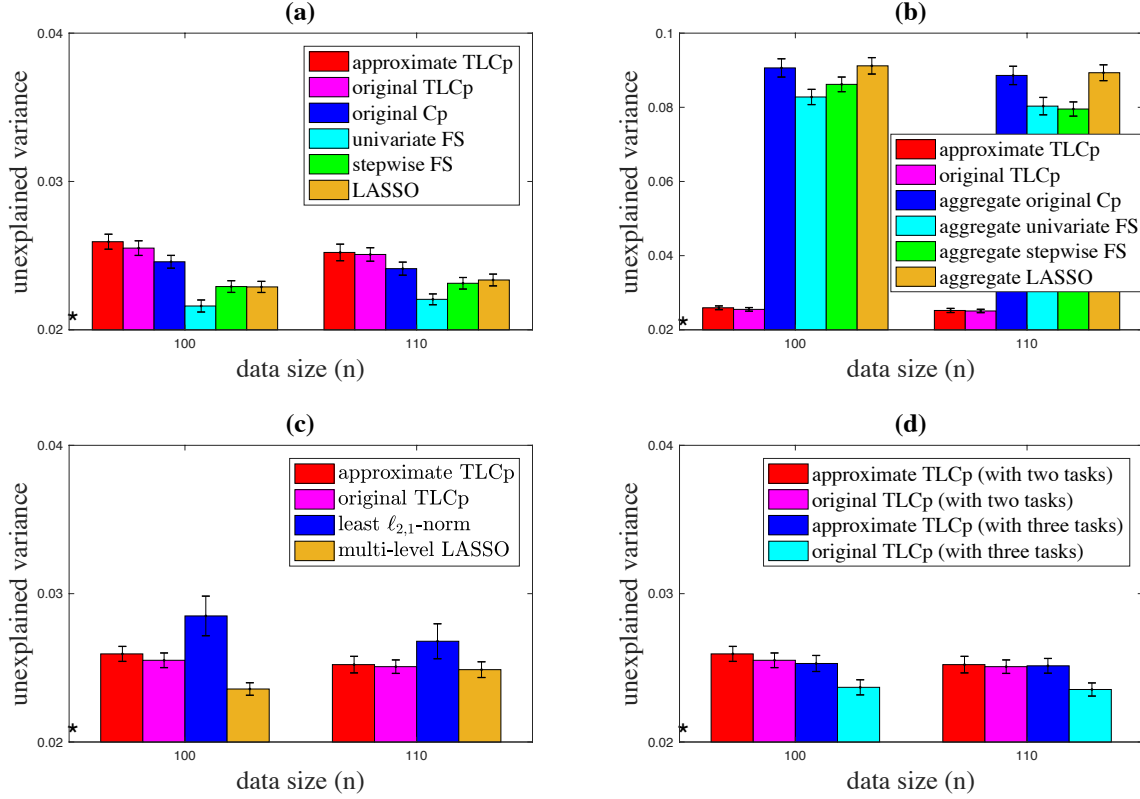 (a)
0.04
0.03
0.02
unexplained variance
approximate TLCp
original TLCp
original Cp
univariate FS
stepwise FS
LASSO
*
100
110
data size (n)
(b)
0.1
0.08
0.06
0.04
0.02
unexplained variance
approximate TLCp
original TLCp
aggregate original Cp
aggregate univariate FS
aggregate stepwise FS
aggregate LASSO
*
100
110
data size (n)
(c)
0.04
0.03
0.02
unexplained variance
approximate TLCp
original TLCp
least ℓ2,1-norm
multi-level LASSO
*
100
110
data size (n)
(d)
0.04
0.03
0.02
unexplained variance
approximate TLCp (with two tasks)
original TLCp (with two tasks)
approximate TLCp (with three tasks)
original TLCp (with three tasks)
*
100
110
data size (n)